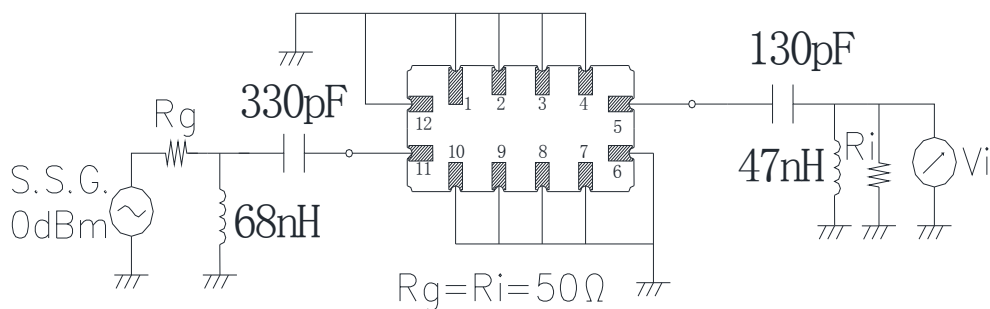 130pF
330pF
1 2 3 4
Rg
12
5
10 9 8 7
11
6
47nH
Ri
Vi
S.S.G.
0dBm
68nH
Rg=Ri=50Ω